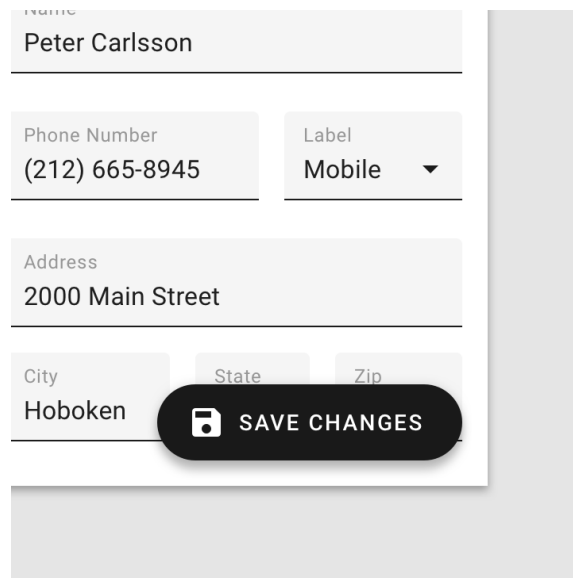 Name
Peter Carlsson
Phone Number
Label
(212) 665-8945
Mobile
Address
2000 Main Street
City
State
Zip
Hoboken
SAVE CHANGES